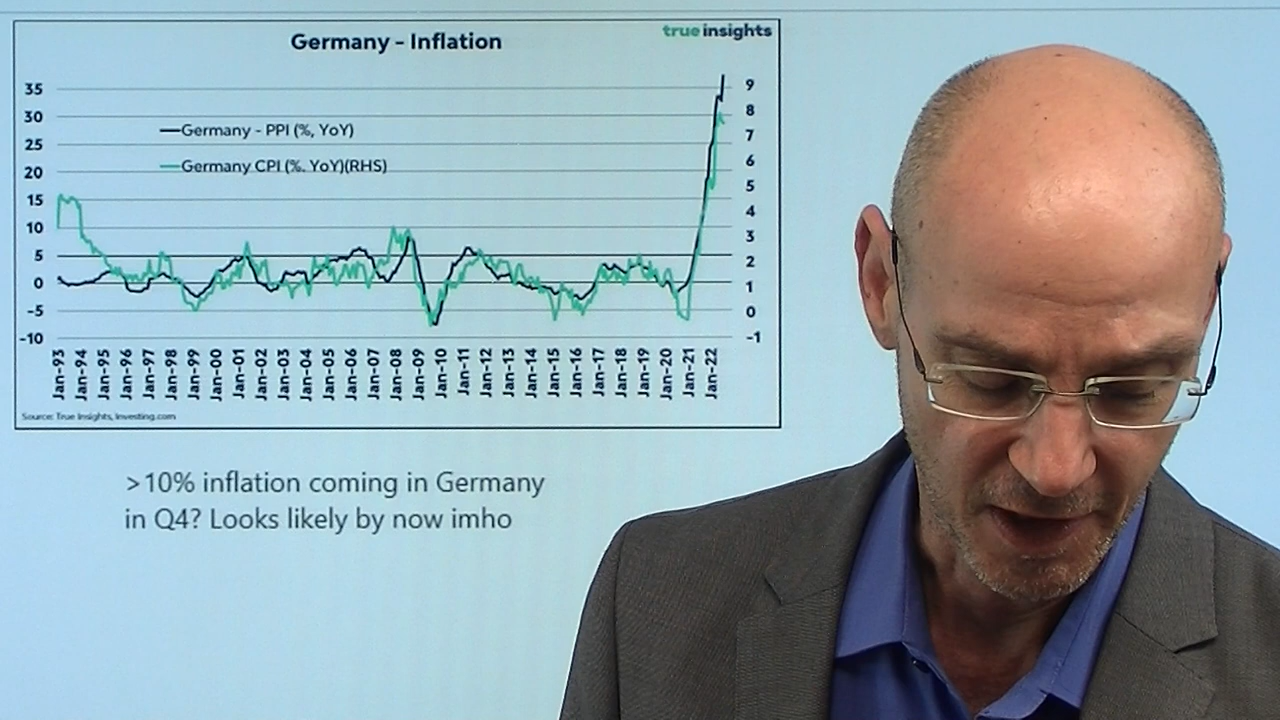 Germany – Inflation
trueinsights
35
30
25
20
15
10
5
0
-5
-10
Germany - PPI (%, YoY)
Germany CPI (%. YoY)(RHS)
9
8
7
6
5
4
3
2
1
0
-1
Jan-93
Jan-94
Jan-95
Jan-96
Jan-97
Jan-98
Jan-99
Jan-00
Jan-01
Jan-02
Jan-03
Jan-04
Jan-05
Jan-06
Jan-07
Jan-08
Jan-09
Jan-10
Jan-11
Jan-12
Jan-13
Jan-14
Jan-15
Jan-16
Jan-17
Jan-18
Jan-19
Jan-20
Jan-21
Jan-22
Source: True Insights, Investing.com
>10% inflation coming in Germany
in Q4? Looks likely by now imho